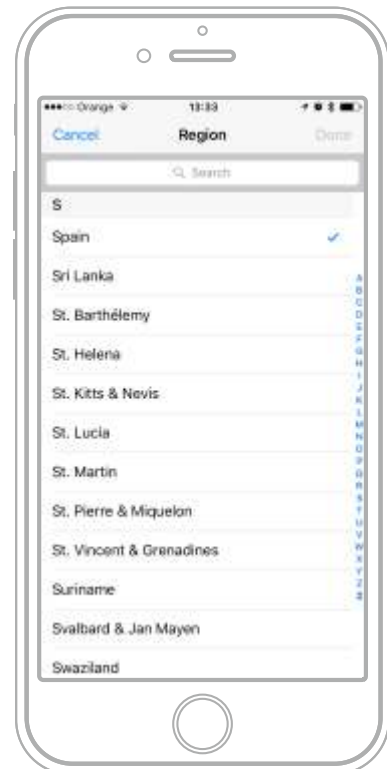 Orange 13:33
Cancel Region Done
Search
S
Spain
Sri Lanka
St. Barthélemy
St. Helena
St. Kitts & Nevis
St. Lucia
St. Martin
St. Pierre & Miquelon
St. Vincent & Grenadines
Suriname
Svalbard & Jan Mayen
Swaziland
A
B
C
D
E
F
G
H
I
J
K
L
M
N
O
P
Q
R
S
T
U
V
W
X
Y
Z
#